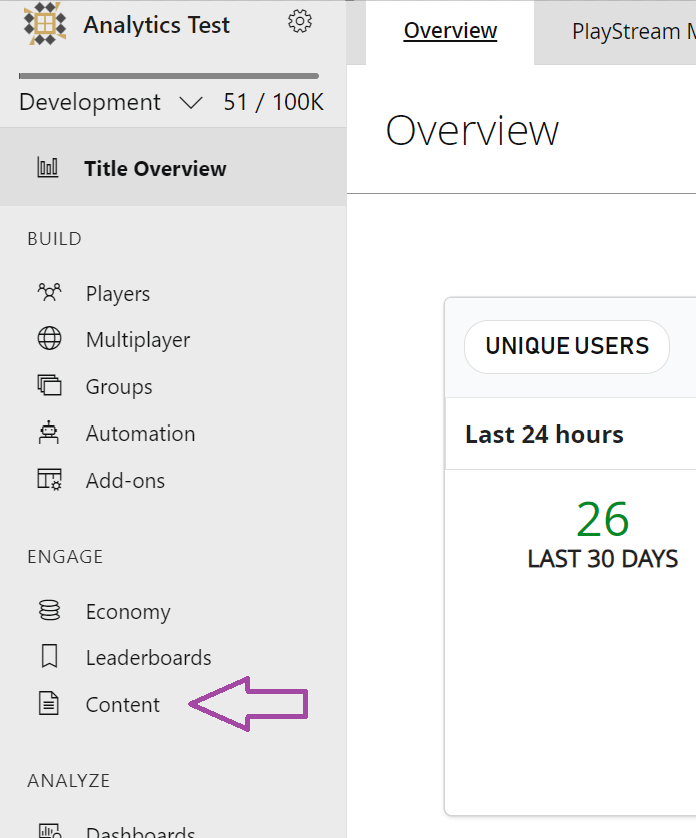 Analytics Test
Development 51 / 100K
Title Overview
BUILD
Players
Multiplayer
Groups
Automation
Add-ons
ENGAGE
Economy
Leaderboards
Content
ANALYZE
Dashboards
Overview PlayStream
Overview
UNIQUE USERS
Last 24 hours
26
LAST 30 DAYS